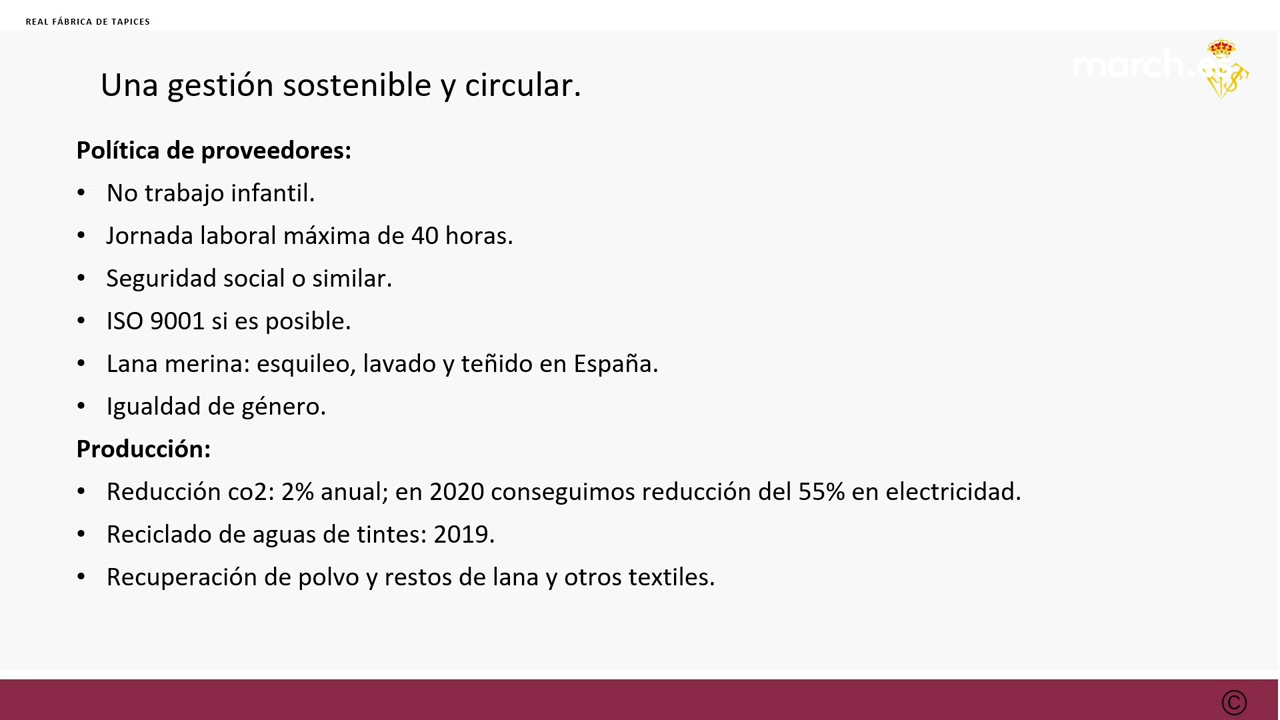 REAL FÁBRICA DE TAPICES
march.es
Una gestión sostenible y circular.
Política de proveedores:
• No trabajo infantil.
• Jornada laboral máxima de 40 horas.
• Seguridad social o similar.
• ISO 9001 si es posible.
• Lana merina: esquileo, lavado y teñido en España.
• Igualdad de género.
Producción:
• Reducción co2: 2% anual; en 2020 conseguimos reducción del 55% en electricidad.
• Reciclado de aguas de tintes: 2019.
• Recuperación de polvo y restos de lana y otros textiles.
©